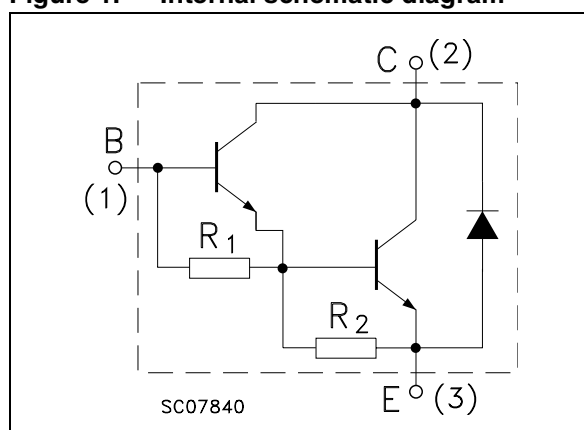 Figure 1. Internal schematic diagram
C (2)
B
(1)
R1
R2
SC07840
E (3)